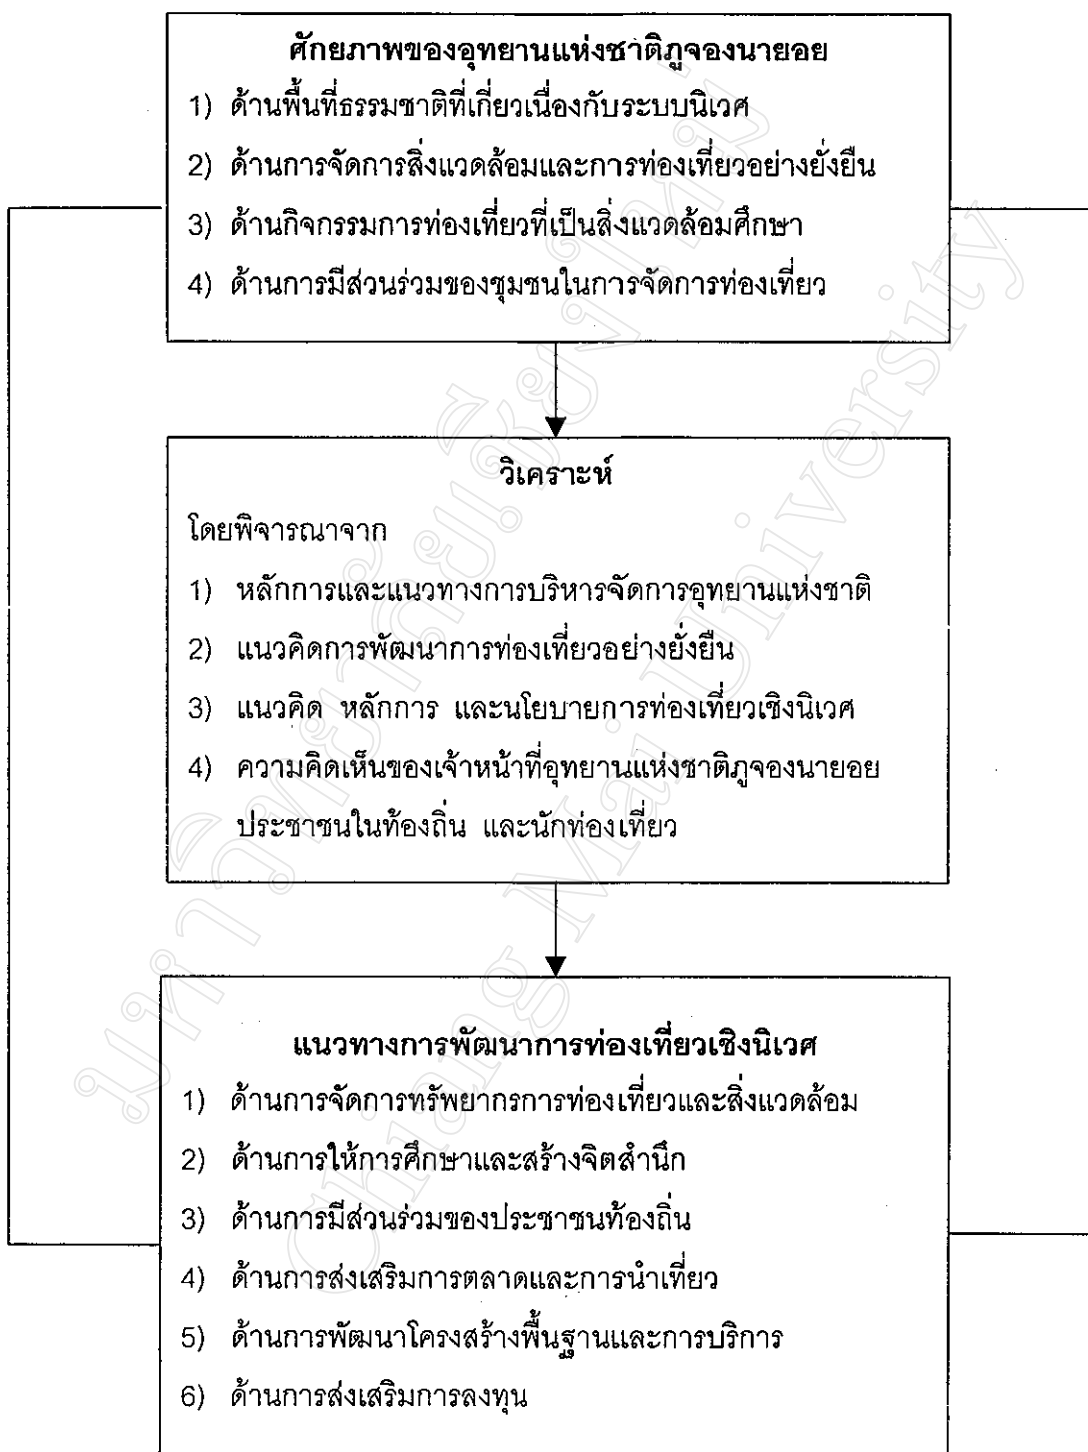 ศักยภาพของอุทยานแห่งชาติภูจองนายอย
1) ด้านพื้นที่ธรรมชาติที่เกี่ยวเนื่องกับระบบนิเวศ
2) ด้านการจัดการสิ่งแวดล้อมและการท่องเที่ยวอย่างยั่งยืน
3) ด้านกิจกรรมการท่องเที่ยวที่เป็นสิ่งแวดล้อมศึกษา
4) ด้านการมีส่วนร่วมของชุมชนในการจัดการท่องเที่ยว
วิเคราะห์
โดยพิจารณาจาก
1) หลักการและแนวทางการบริหารจัดการอุทยานแห่งชาติ
2) แนวคิดการพัฒนาการท่องเที่ยวอย่างยั่งยืน
3) แนวคิด หลักการ และนโยบายการท่องเที่ยวเชิงนิเวศ
4) ความคิดเห็นของเจ้าหน้าที่อุทยานแห่งชาติภูจองนายอย
ประชาชนในท้องถิ่น และนักท่องเที่ยว
แนวทางการพัฒนาการท่องเที่ยวเชิงนิเวศ
1) ด้านการจัดการทรัพยากรการท่องเที่ยวและสิ่งแวดล้อม
2) ด้านการให้การศึกษาและสร้างจิตสำนึก
3) ด้านการมีส่วนร่วมของประชาชนท้องถิ่น
4) ด้านการส่งเสริมการตลาดและการนำเที่ยว
5) ด้านการพัฒนาโครงสร้างพื้นฐานและการบริการ
6) ด้านการส่งเสริมการลงทุน
มหาวิทยาลัยเชียงใหม่
Chiang Mai University